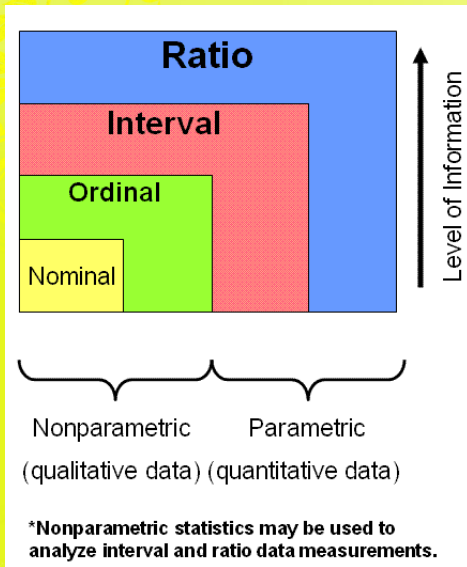 Ratio
Interval
Ordinal
Nominal
Level of Information
Nonparametric Parametric
(qualitative data) (quantitative data)
*Nonparametric statistics may be used to
analyze interval and ratio data measurements.